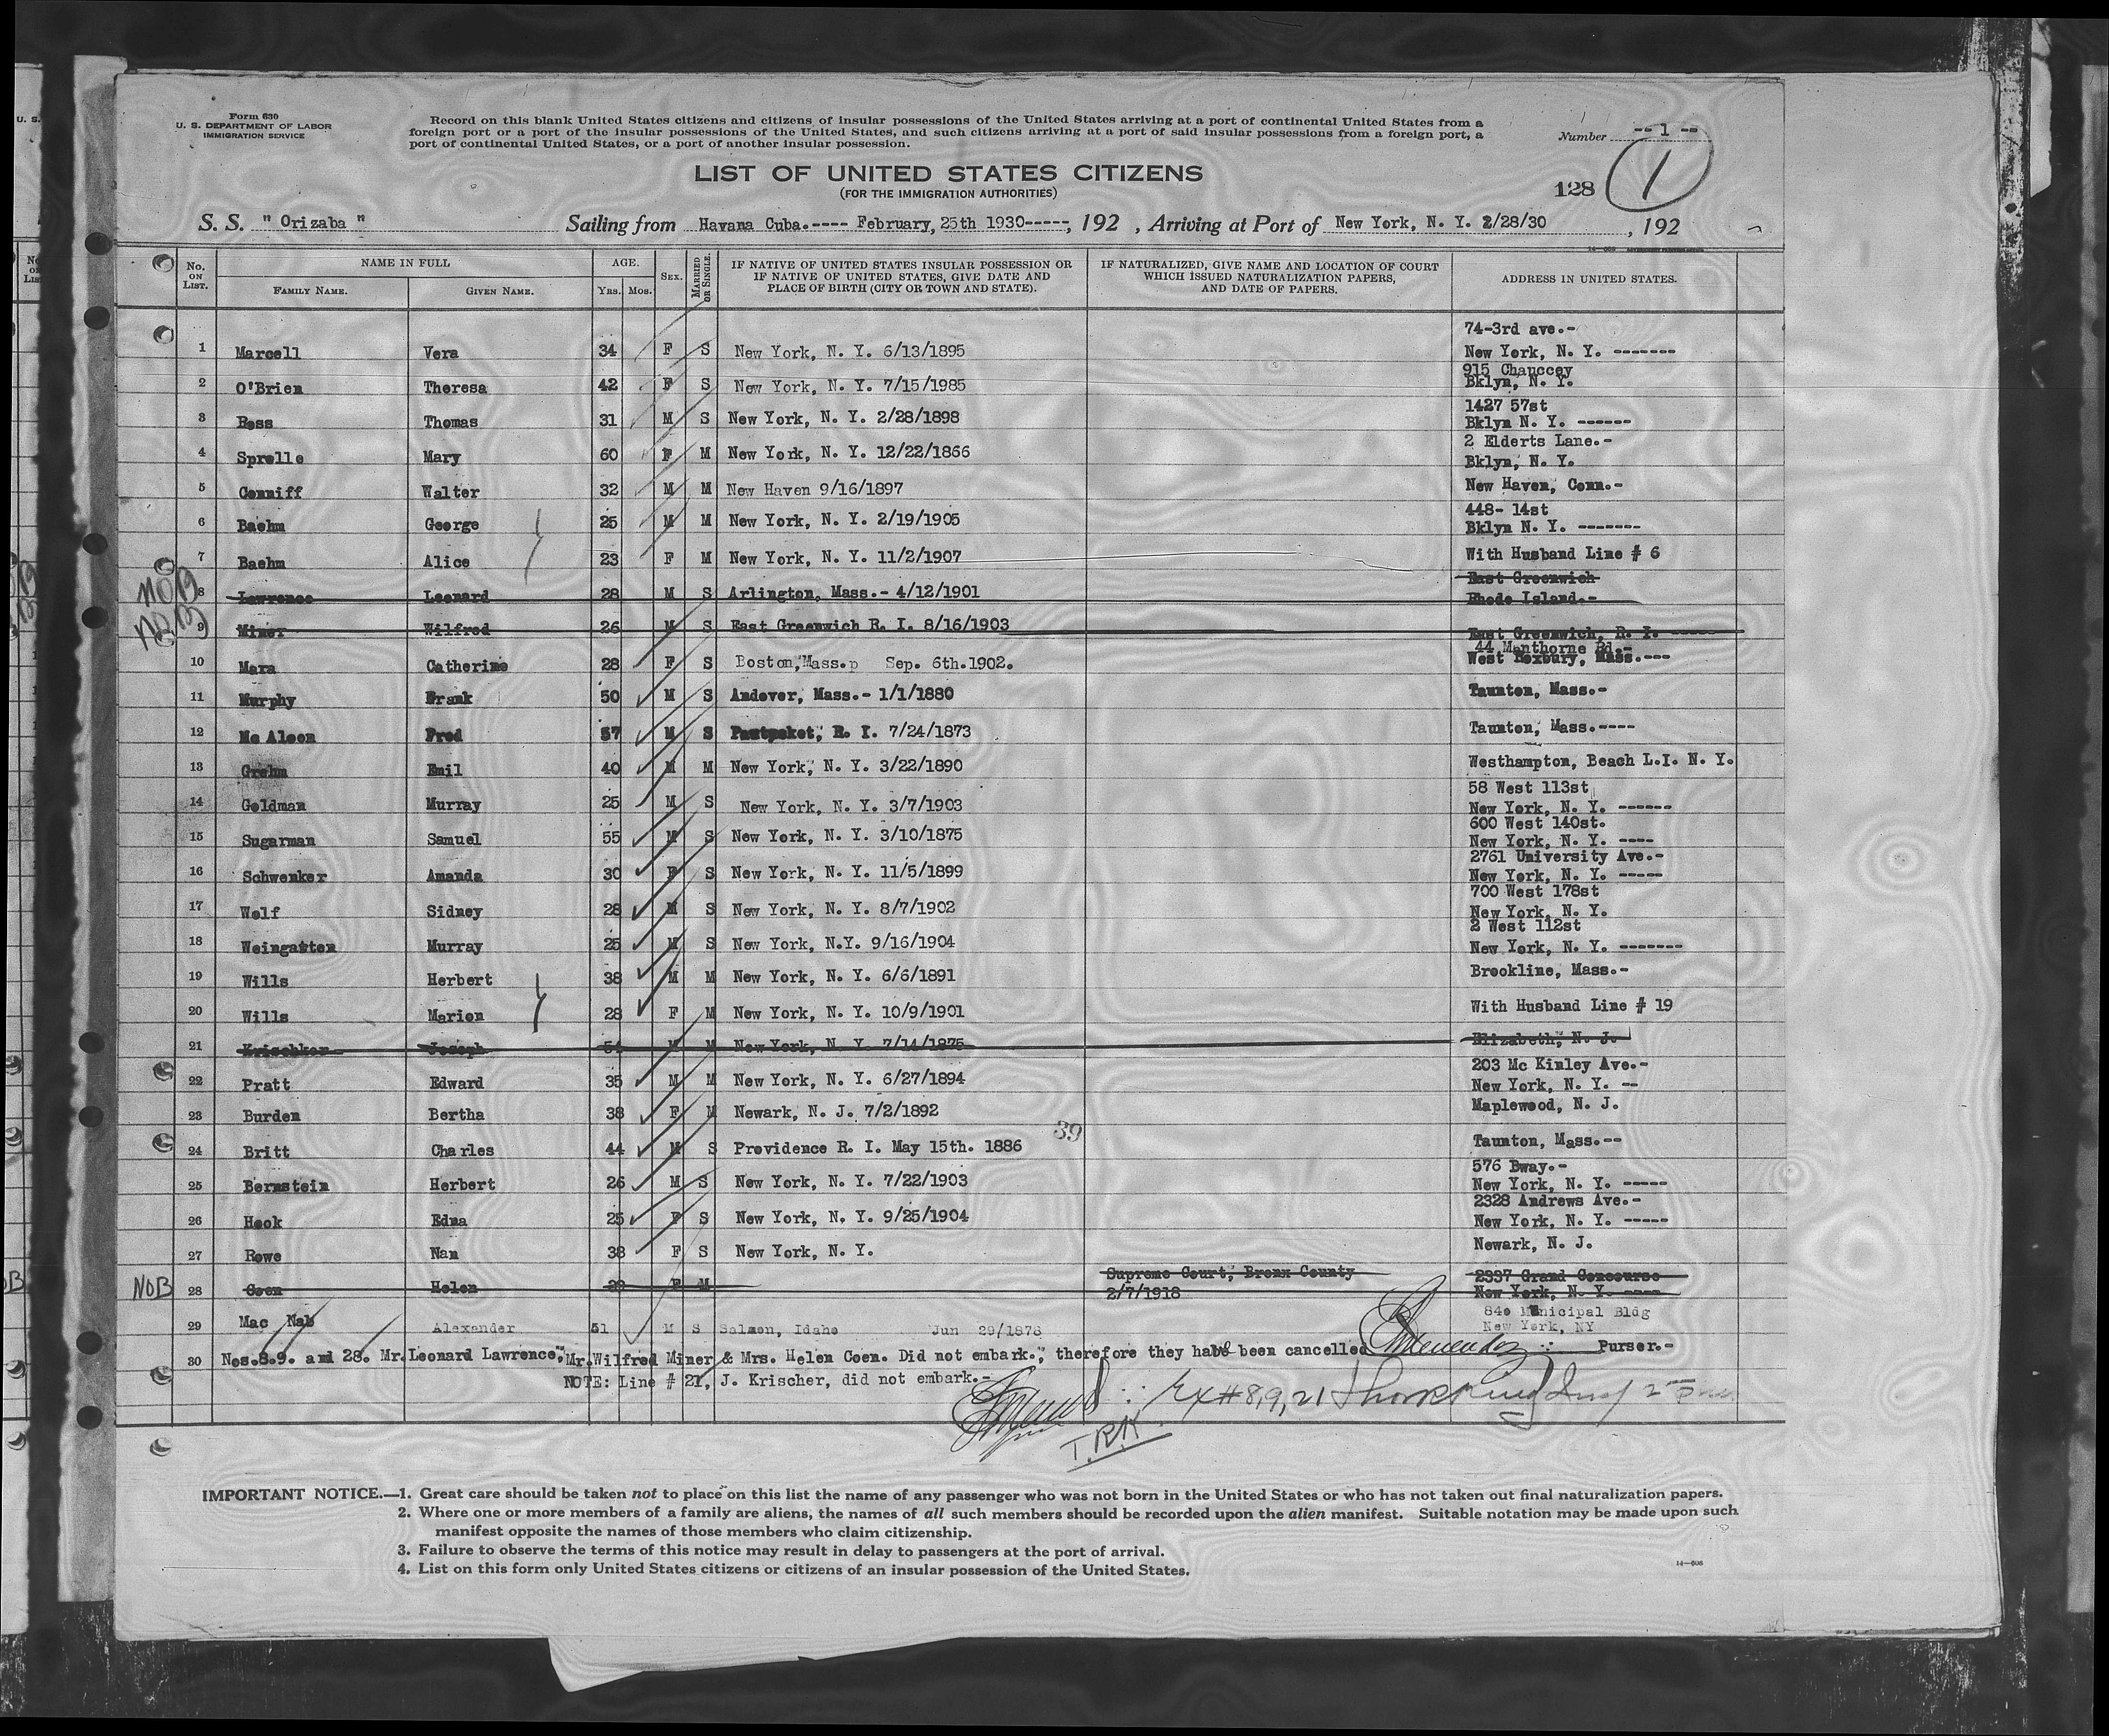 Form 630
U. S. DEPARTMENT OF LABOR
IMMIGRATION SERVICE
Record on this blank United States citizens and citizens of insular possessions of the United States arriving at a port of continental United States from a
foreign port or a port of the insular possessions of the United States, and such citizens arriving at a port of said insular possessions from a foreign port, a
port of continental United States, or a port of another insular possession.
Number -- 1 --
LIST OF UNITED STATES CITIZENS
(FOR THE IMMIGRATION AUTHORITIES)
128 1
S. S. " Orizaba " Sailing from Havana Cuba.---- February, 25th 1930-----, 192 , Arriving at Port of New York, N. Y. 2/28/30 , 192
No. ON LIST. NAME IN FULL FAMILY NAME. GIVEN NAME. AGE. Yrs. Mos. SEX. MARRIED OR SINGLE. IF NATIVE OF UNITED STATES INSULAR POSSESSION OR IF NATIVE OF UNITED STATES, GIVE DATE AND PLACE OF BIRTH (CITY OR TOWN AND STATE). IF NATURALIZED, GIVE NAME AND LOCATION OF COURT WHICH ISSUED NATURALIZATION PAPERS, AND DATE OF PAPERS. ADDRESS IN UNITED STATES.
74-3rd ave.-
1 Marcell Vera 34 F S New York, N. Y. 6/13/1895 New York, N. Y. -------
915 Chauccey
2 O'Brien Theresa 42 F S New York, N. Y. 7/15/1985 Bklyn, N. Y.
1427 57st
3 Bess Thomas 31 M S New York, N. Y. 2/28/1898 Bklyn N. Y. ------
2 Elderts Lane.-
4 Sprelle Mary 60 F M New York, N. Y. 12/22/1866 Bklyn, N. Y.
5 Conniff Walter 32 M M New Haven 9/16/1897 New Haven, Conn.-
448- 14st
6 Baehm George 25 M M New York, N. Y. 2/19/1905 Bklyn N. Y. -------
7 Baehm Alice 23 F M New York, N. Y. 11/2/1907 With Husband Line # 6
East Greenwich
NOB 8 Lawrence Leonard 28 M S Arlington, Mass.- 4/12/1901 Rhode Island.-
NOB 9 Miner Wilfred 26 M S East Greenwich R. I. 8/16/1903 East Greenwich, R. I. -----
44 Manthorne Rd.-
10 Mara Catherine 28 F S Boston, Mass.p Sep. 6th.1902. West Roxbury, Mass.---
11 Murphy Frank 50 M S Andover, Mass.- 1/1/1880 Taunton, Mass.-
12 Mc Aleen Fred 57 M S Pawtucket, R. I. 7/24/1873 Taunton, Mass.----
13 Grehm Emil 40 M M New York, N. Y. 3/22/1890 Westhampton, Beach L.I. N. Y.
58 West 113st
14 Goldman Murray 25 M S New York, N. Y. 3/7/1903 New York, N. Y. ------
600 West 140st.
15 Sugarman Samuel 55 M S New York, N. Y. 3/10/1875 New York, N. Y. ----
2761 University Ave.-
16 Schwenker Amanda 30 F S New York, N. Y. 11/5/1899 New York, N. Y. -----
700 West 178st
17 Wolf Sidney 28 M S New York, N. Y. 8/7/1902 New York, N. Y.
2 West 112st
18 Weingarten Murray 25 M S New York, N.Y. 9/16/1904 New York, N. Y. -------
19 Wills Herbert 38 M M New York, N. Y. 6/6/1891 Brookline, Mass.-
20 Wills Marion 28 F M New York, N. Y. 10/9/1901 With Husband Line # 19
21 Krischker Joseph 54 M M New York, N. Y. 7/14/1875 Elizabeth, N. J.
203 Mc Kinley Ave.-
22 Pratt Edward 35 M M New York, N. Y. 6/27/1894 New York, N. Y. --
23 Burden Bertha 38 F M Newark, N. J. 7/2/1892 Maplewood, N. J.
39
24 Britt Charles 44 M S Providence R. I. May 15th. 1886 Taunton, Mass.--
576 Bway.-
25 Bernstein Herbert 26 M S New York, N. Y. 7/22/1903 New York, N. Y. -----
2328 Andrews Ave.-
26 Hook Edna 25 F S New York, N. Y. 9/25/1904 New York, N. Y. -----
27 Rowe Nan 38 F S New York, N. Y. Newark, N. J.
Supreme Court, Bronx County 2337 Grand Concourse
NOB 28 Coen Helen F M 2/7/1918 New York, N. Y. ----
840 Municipal Bldg
29 Mac Nab Alexander 51 M S Salmon, Idaho Jun 29/1878 New York, NY
30 Nos.8.9. and 28. Mr.Leonard Lawrence, Mr.Wilfred Miner & Mrs. Helen Coen. Did not embark., therefore they have been cancelled Purser.-
NOTE: Line # 21, J. Krischer, did not embark.-
Ex#8,9,21
T.R.K
IMPORTANT NOTICE.—1. Great care should be taken not to place on this list the name of any passenger who was not born in the United States or who has not taken out final naturalization papers.
2. Where one or more members of a family are aliens, the names of all such members should be recorded upon the alien manifest. Suitable notation may be made upon such
manifest opposite the names of those members who claim citizenship.
3. Failure to observe the terms of this notice may result in delay to passengers at the port of arrival.
4. List on this form only United States citizens or citizens of an insular possession of the United States.